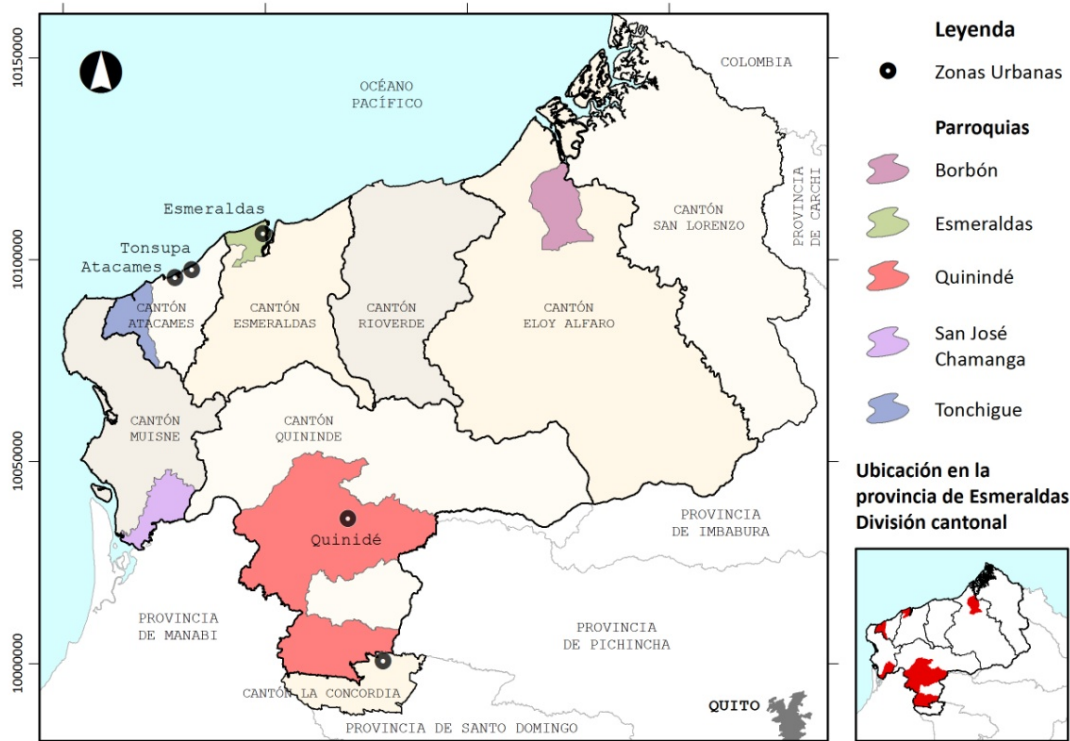 OCÉANO
PACÍFICO
COLOMBIA
PROVINCIA
DE CARCHI
CANTÓN
SAN LORENZO
Esmeraldas
Tonsupa
Atacames
CANTÓN
ATACAMES
CANTÓN
ESMERALDAS
CANTÓN
RIOVERDE
CANTÓN
ELOY ALFARO
CANTÓN
MUISNE
CANTÓN
QUININDE
PROVINCIA
DE IMBABURA
Quinidé
PROVINCIA
DE MANABI
PROVINCIA
DE PICHINCHA
CANTÓN LA CONCORDIA
QUITO
PROVINCIA DE SANTO DOMINGO
10150000
10100000
10050000
10000000
Leyenda
Zonas Urbanas
Parroquias
Borbón
Esmeraldas
Quinindé
San José
Chamanga
Tonchigue
Ubicación en la
provincia de Esmeraldas
División cantonal